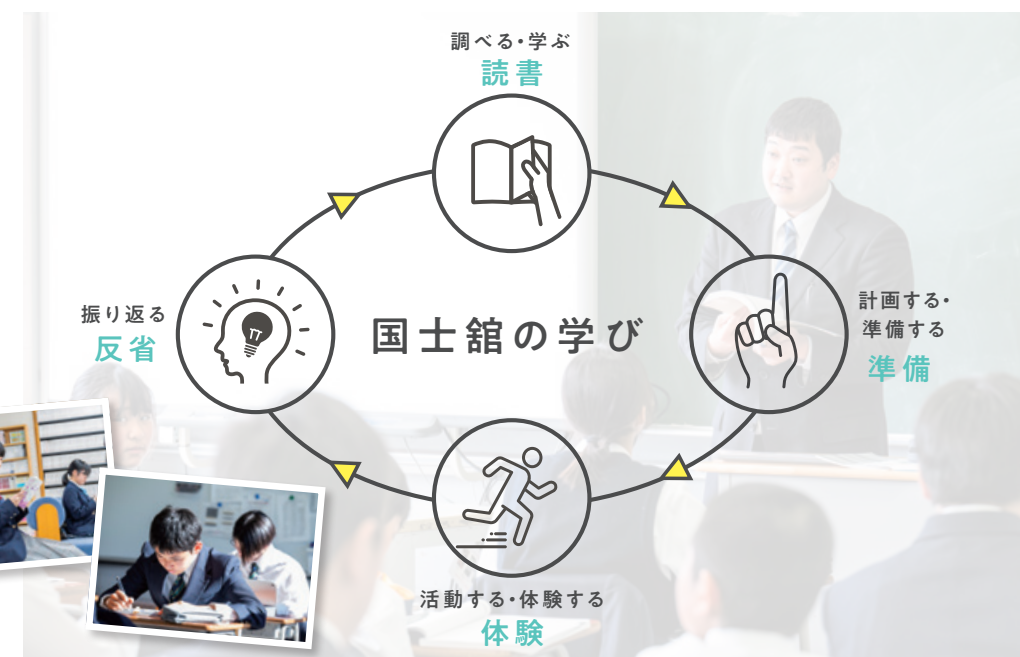 調べる・学ぶ
読書
振り返る
反省
国士舘の学び
計画する・
準備する
準備
活動する・体験する
体験